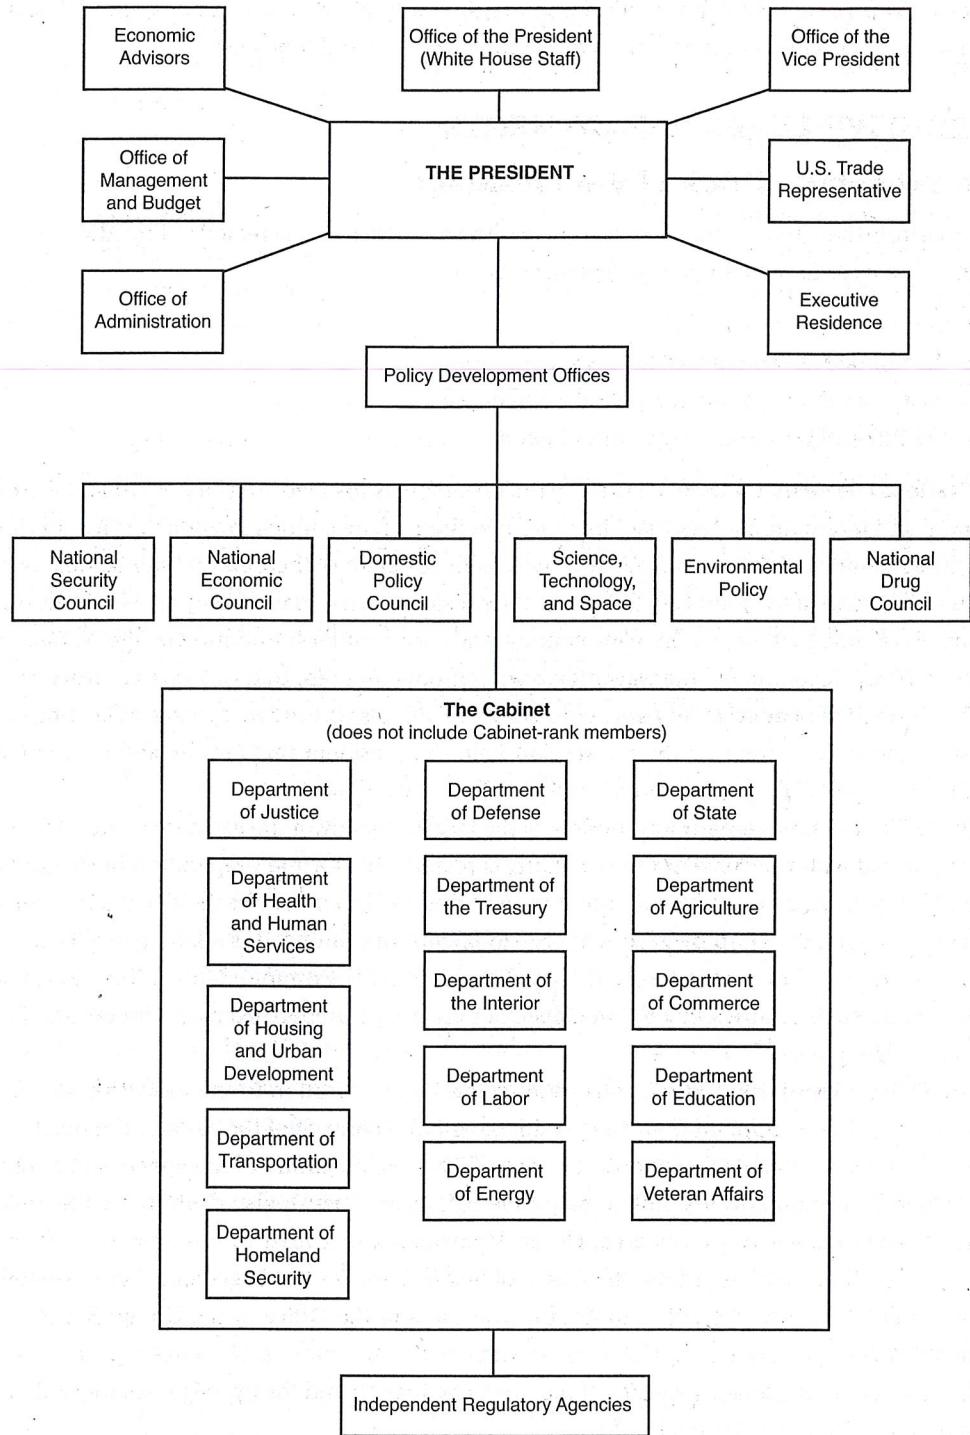 Economic
Advisors
Office of the President
(White House Staff)
Office of the
Vice President
Office of
Management
and Budget
THE PRESIDENT
U.S. Trade
Representative
Office of
Administration
Executive
Residence
Policy Development Offices
National
Security
Council
National
Economic
Council
Domestic
Policy
Council
Science,
Technology,
and Space
Environmental
Policy
National
Drug
Council
The Cabinet
(does not include Cabinet-rank members)
Department
of Justice
Department
of Defense
Department
of State
Department
of Health
and Human
Services
Department of
the Treasury
Department
of Agriculture
Department
of Housing
and Urban
Development
Department of
the Interior
Department
of Commerce
Department of
Transportation
Department
of Labor
Department
of Education
Department of
Homeland
Security
Department
of Energy
Department of
Veteran Affairs
Independent Regulatory Agencies